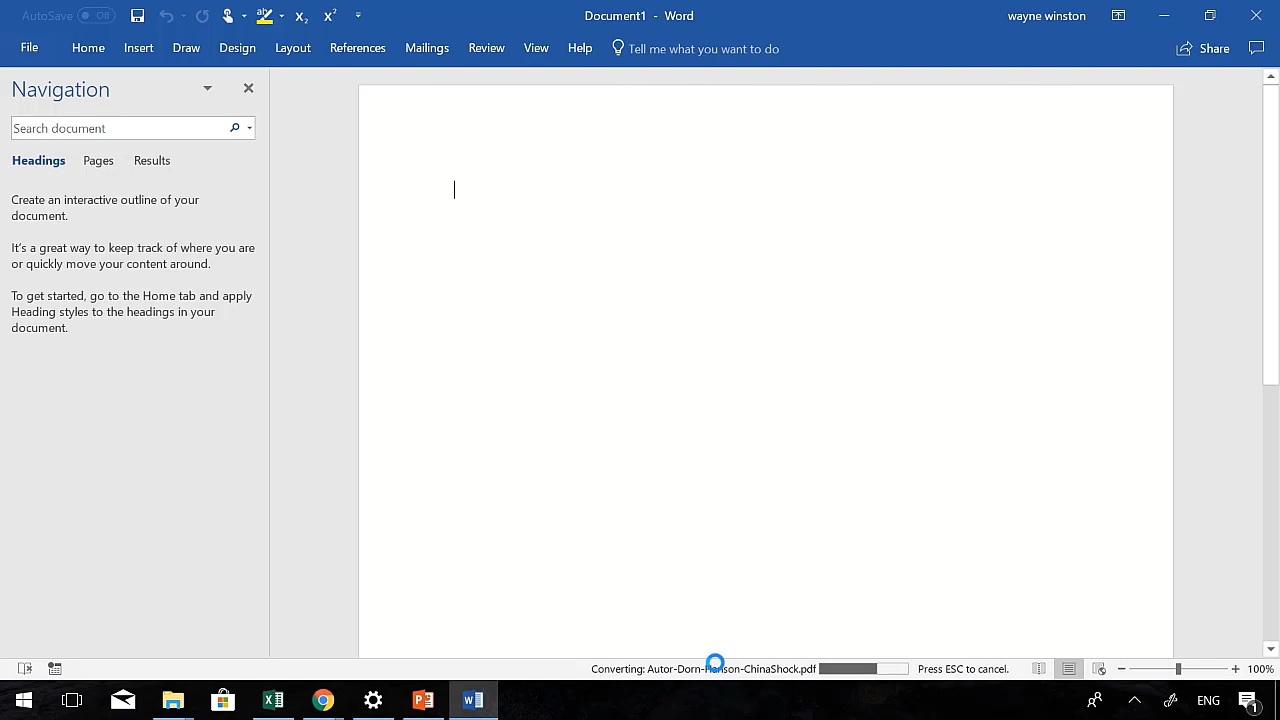 AutoSave Off
Document1 - Word
wayne winston
File Home Insert Draw Design Layout References Mailings Review View Help Tell me what you want to do Share
Navigation
Search document
Headings Pages Results
Create an interactive outline of your
document.
It's a great way to keep track of where you are
or quickly move your content around.
To get started, go to the Home tab and apply
Heading styles to the headings in your
document.
Converting: Autor-Dorn-Hanson-ChinaShock.pdf Press ESC to cancel. 100%
ENG 1